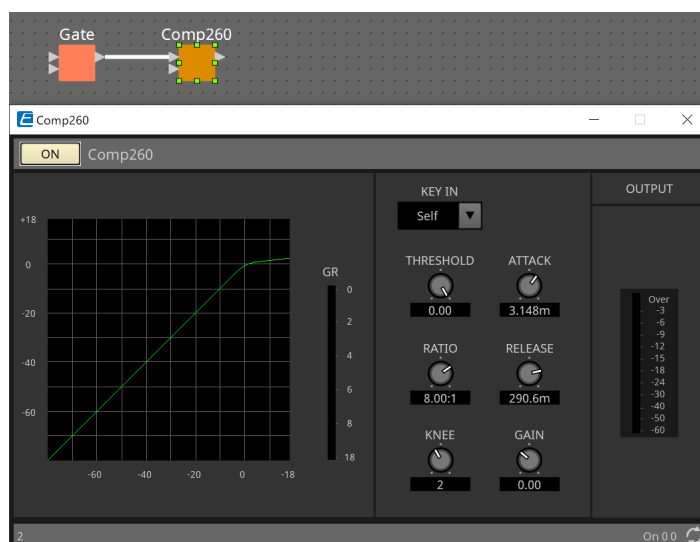 Gate
Comp260
Comp260
ON
Comp260
+18
0
-20
-40
-60
-60
-40
-20
0
-18
GR
0
2
4
6
8
18
KEY IN
Self
THRESHOLD
ATTACK
0.00
3.148m
RATIO
RELEASE
8.00:1
290.6m
KNEE
GAIN
2
0.00
OUTPUT
Over
-3
-6
-9
-12
-15
-18
-24
-30
-40
-50
-60
2
On 0 0